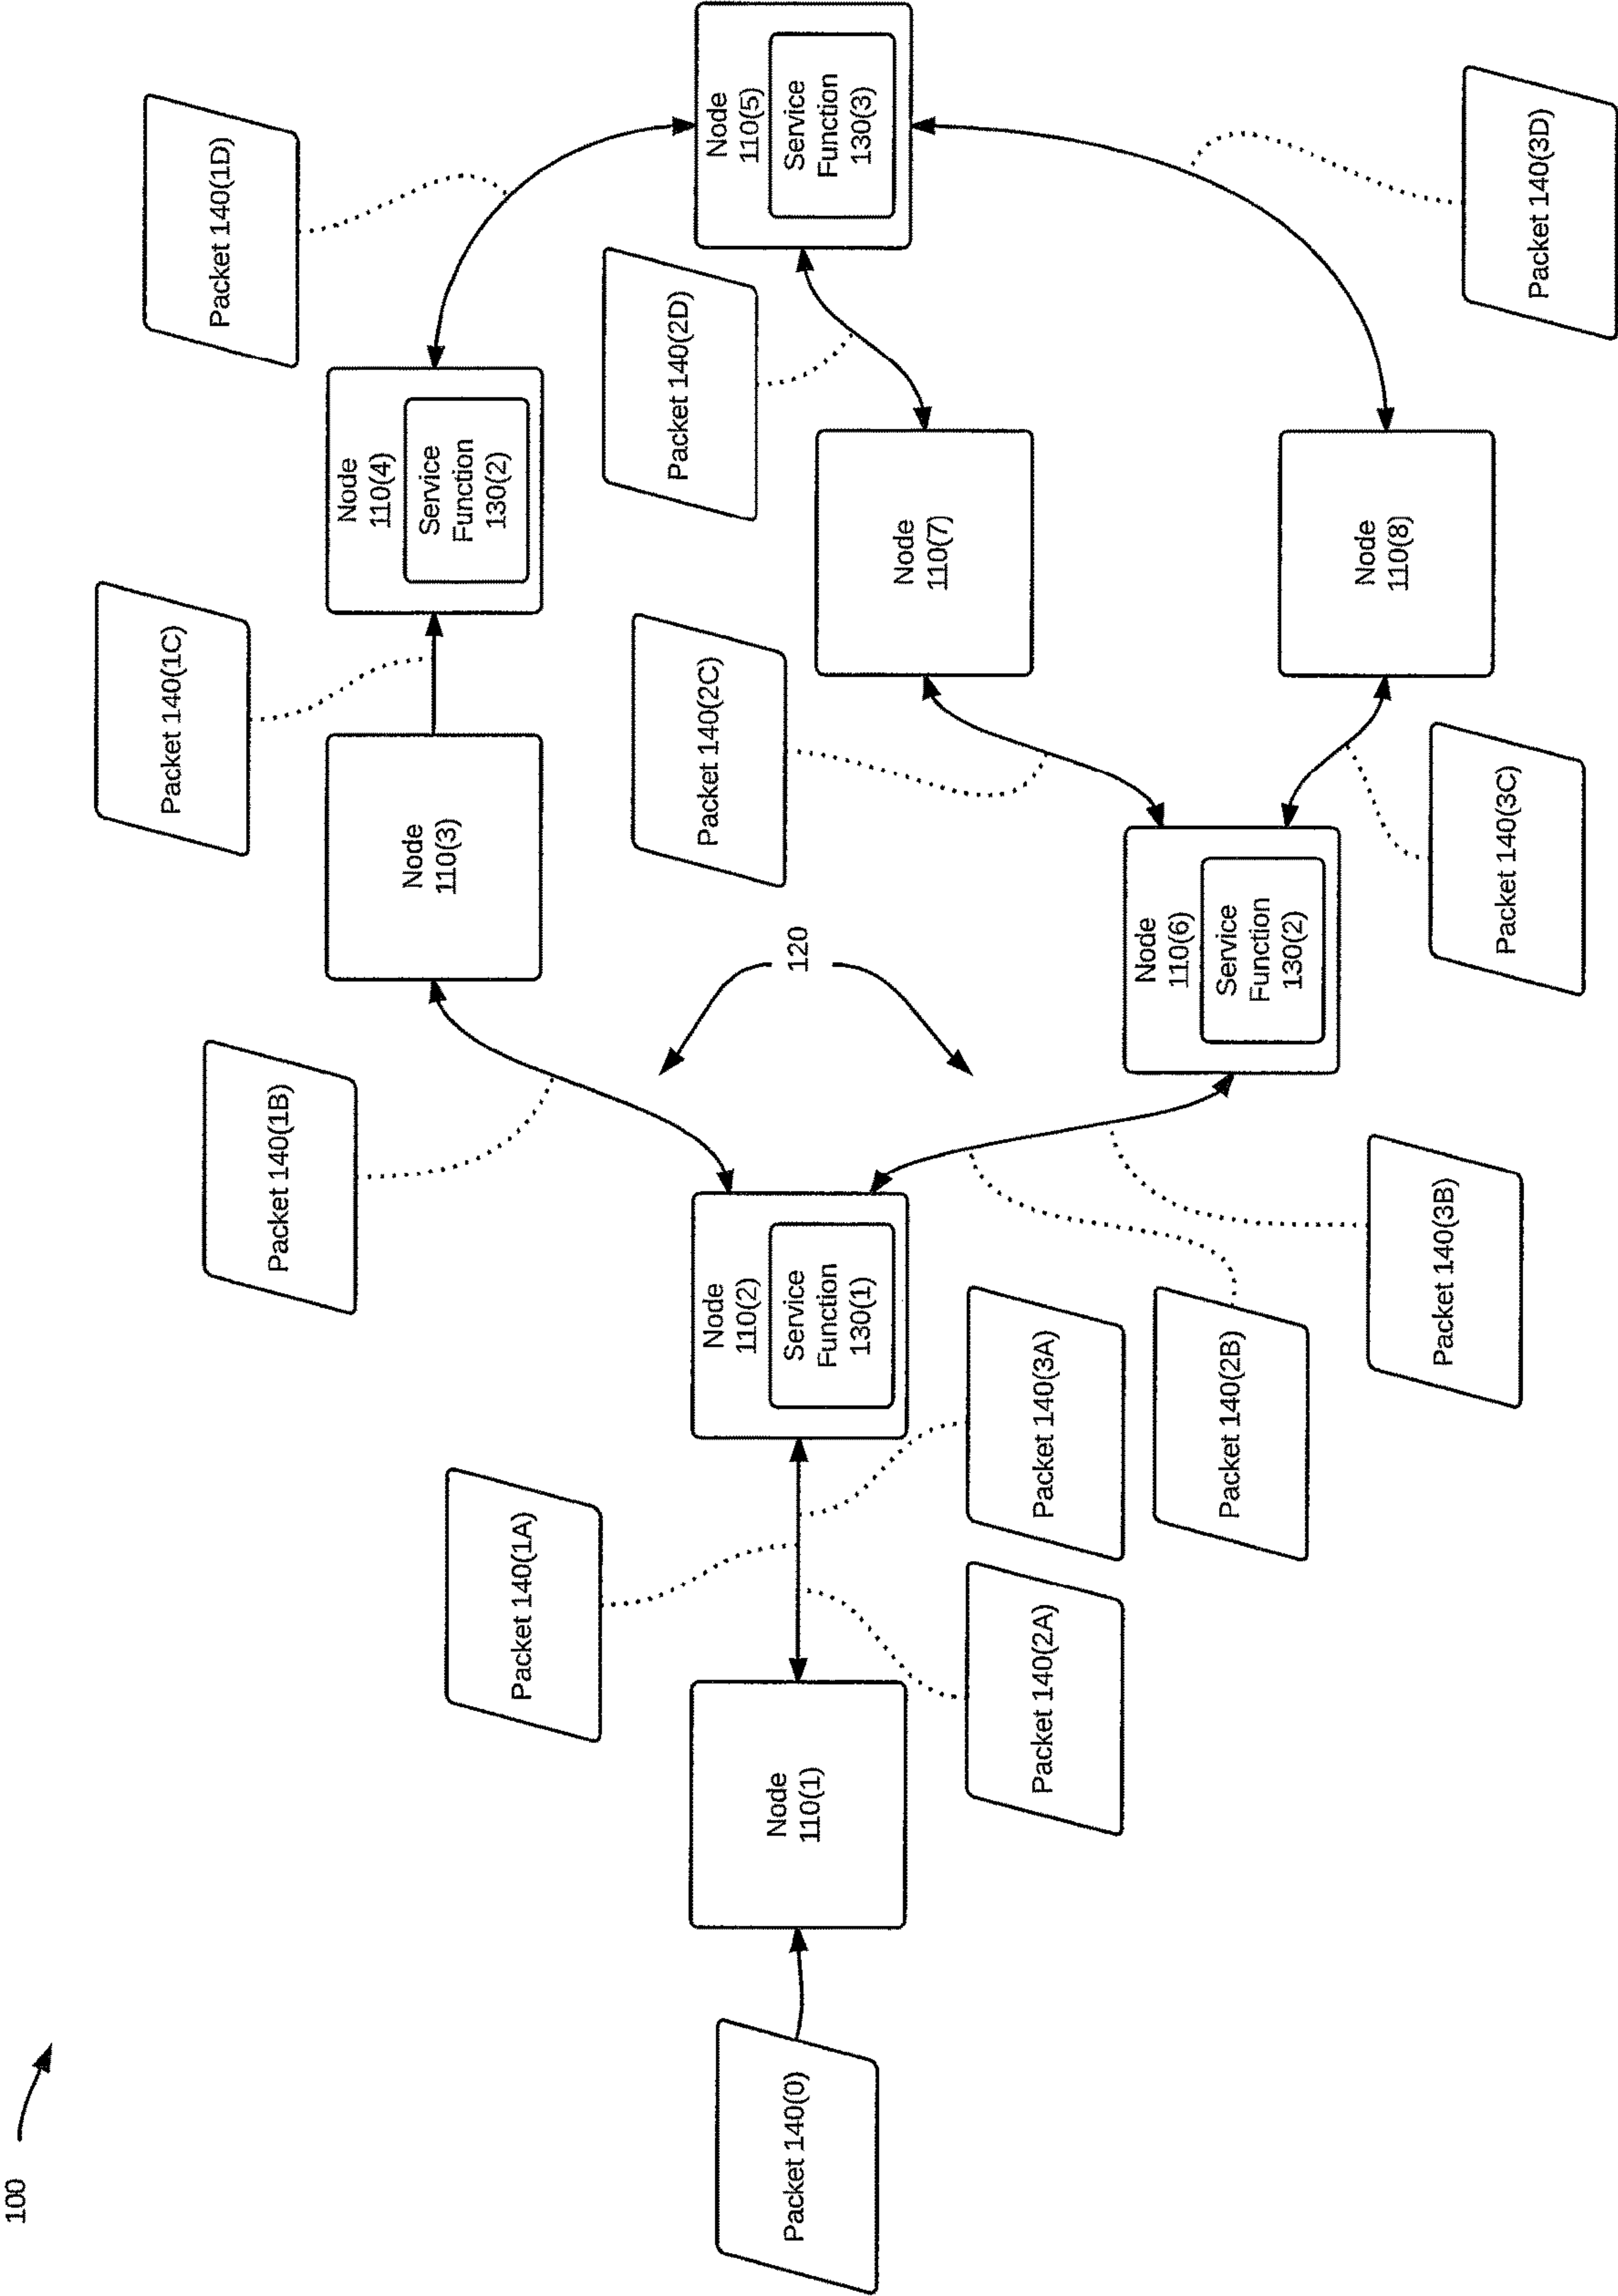 100
Packet 140(0)
Node
110(1)
Packet 140(1A)
Packet 140(2A)
Packet 140(3A)
Node
110(2)
Service
Function
130(1)
Packet 140(2B)
Packet 140(3B)
Packet 140(1B)
120
Node
110(3)
Node
110(6)
Service
Function
130(2)
Packet 140(1C)
Packet 140(2C)
Packet 140(3C)
Node
110(4)
Service
Function
130(2)
Node
110(7)
Node
110(8)
Packet 140(1D)
Packet 140(2D)
Packet 140(3D)
Node
110(5)
Service
Function
130(3)